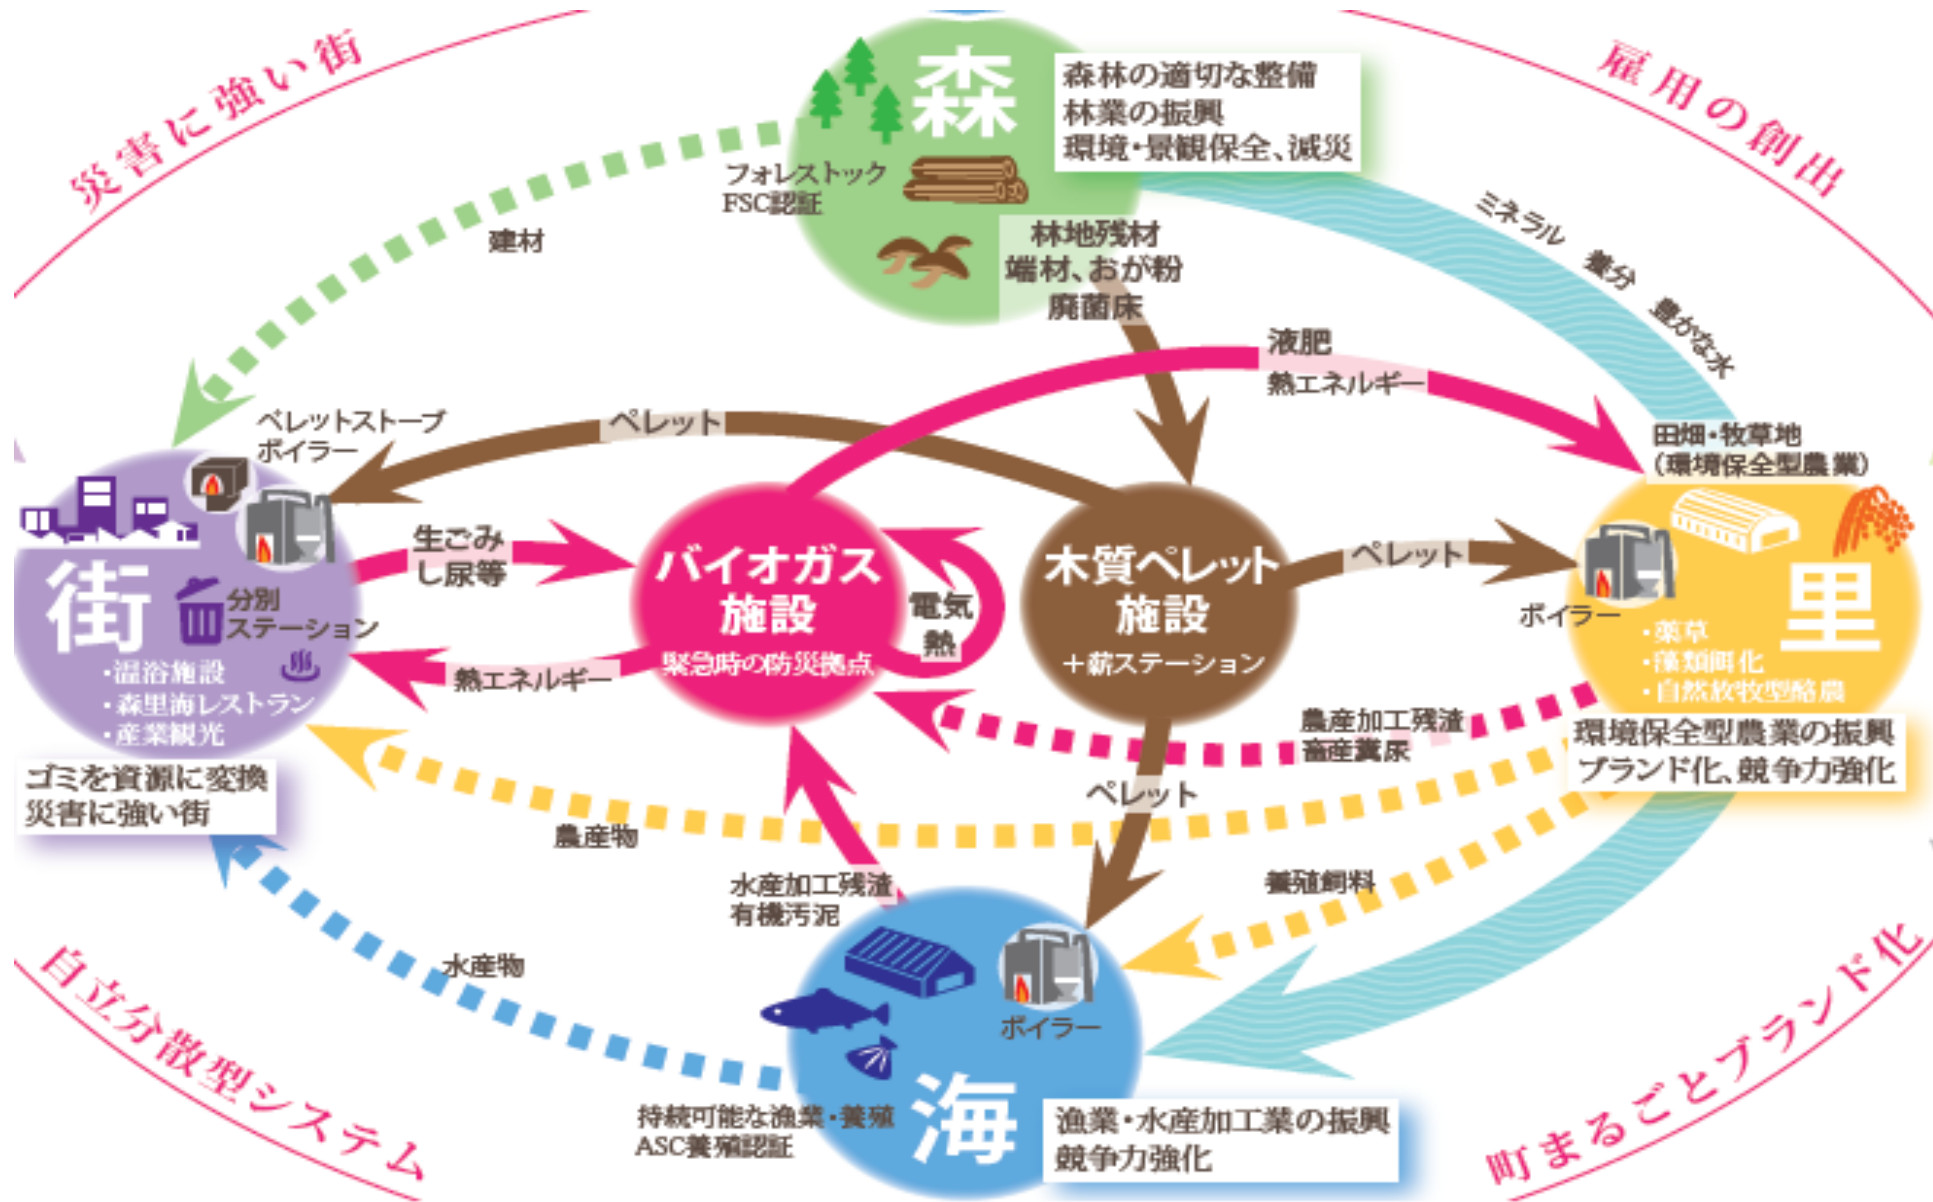 災害に強い街
雇用の創出
森
森林の適切な整備
林業の振興
環境・景観保全、減災
フォレストック
FSC認証
建材
林地残材
端材、おが粉
廃菌床
ミネラル 養分 豊かな水
液肥
熱エネルギー
ペレットストーブ
ボイラー
ペレット
田畑・牧草地
（環境保全型農業）
生ごみ
し尿等
街
分別
ステーション
・温浴施設
・森里海レストラン
・産業観光
ゴミを資源に変換
災害に強い街
熱エネルギー
バイオガス
施設
緊急時の防災拠点
電気
熱
木質ペレット
施設
＋薪ステーション
ペレット
ボイラー
里
・薬草
・藻類餌化
・自然放牧型酪農
環境保全型農業の振興
ブランド化、競争力強化
農産加工残渣
畜産糞尿
ペレット
農産物
養殖飼料
水産加工残渣
有機汚泥
水産物
ボイラー
海
持続可能な漁業・養殖
ASC養殖認証
漁業・水産加工業の振興
競争力強化
自立分散型システム
町まるごとブランド化